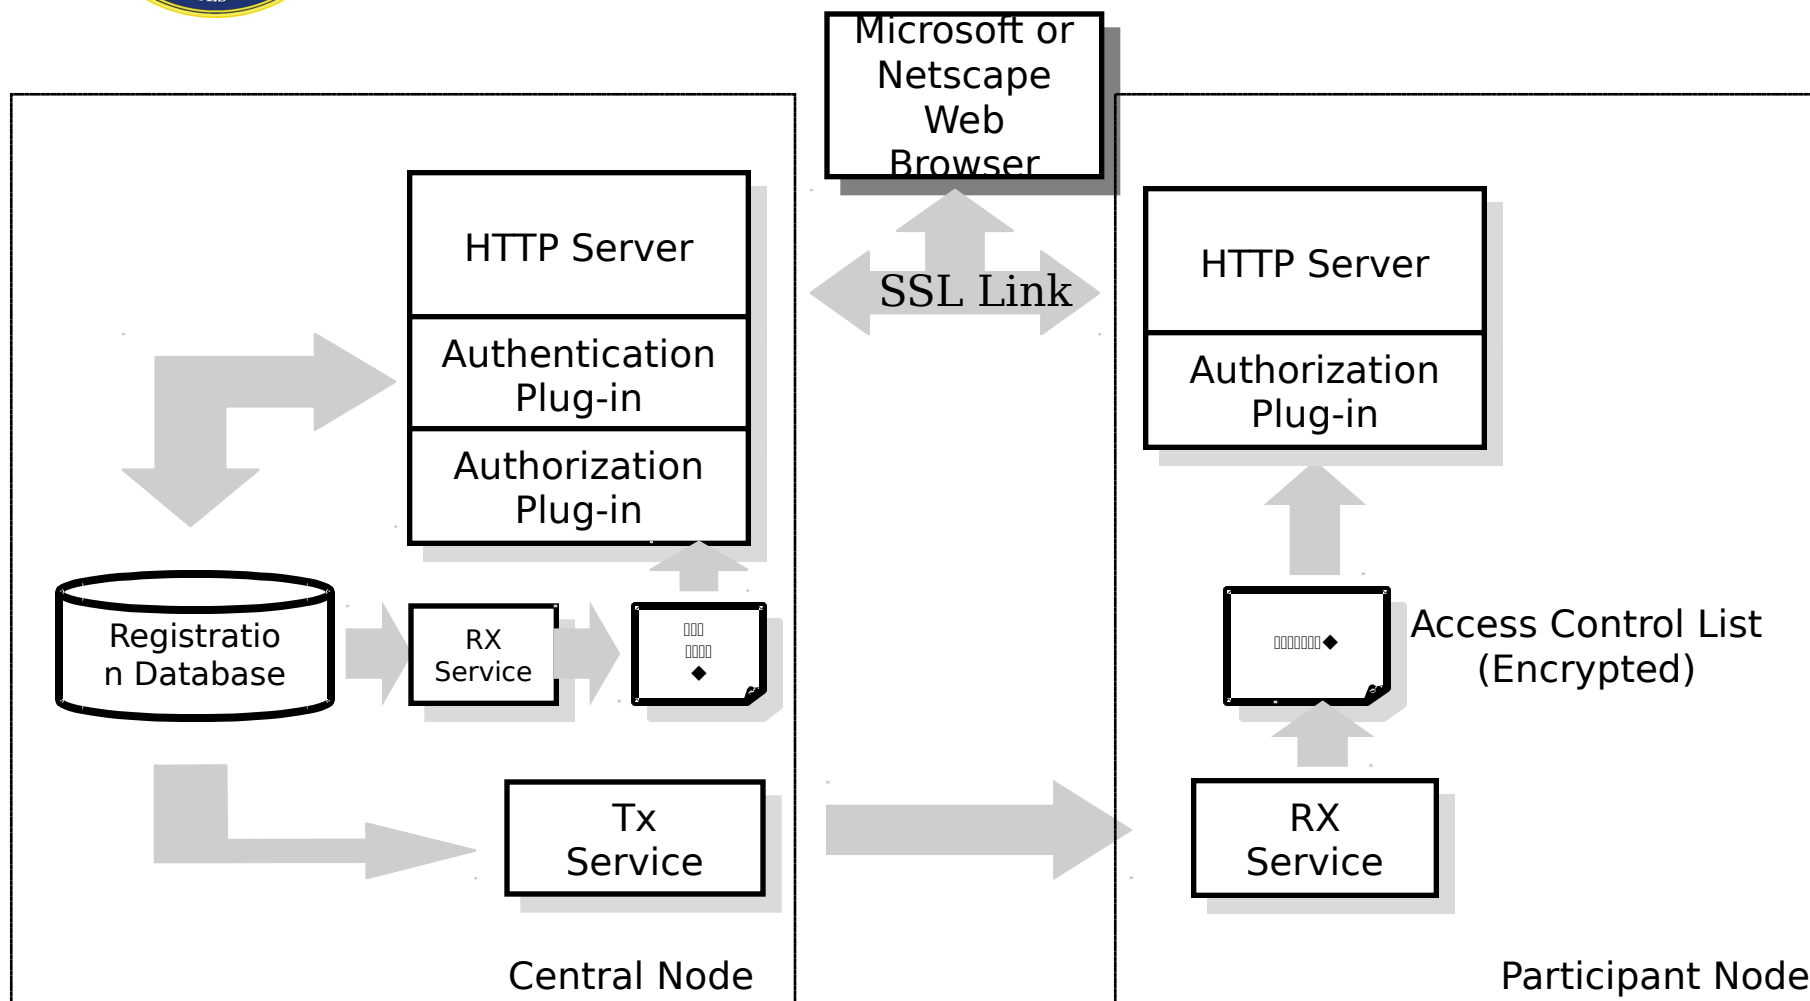 Microsoft or
Netscape
Web
Browser
HTTP Server
Authentication
Plug-in
Authorization
Plug-in
SSL Link
HTTP Server
Authorization
Plug-in
Registratio
n Database
RX
Service
Access Control List
(Encrypted)
Tx
Service
RX
Service
Central Node
Participant Node